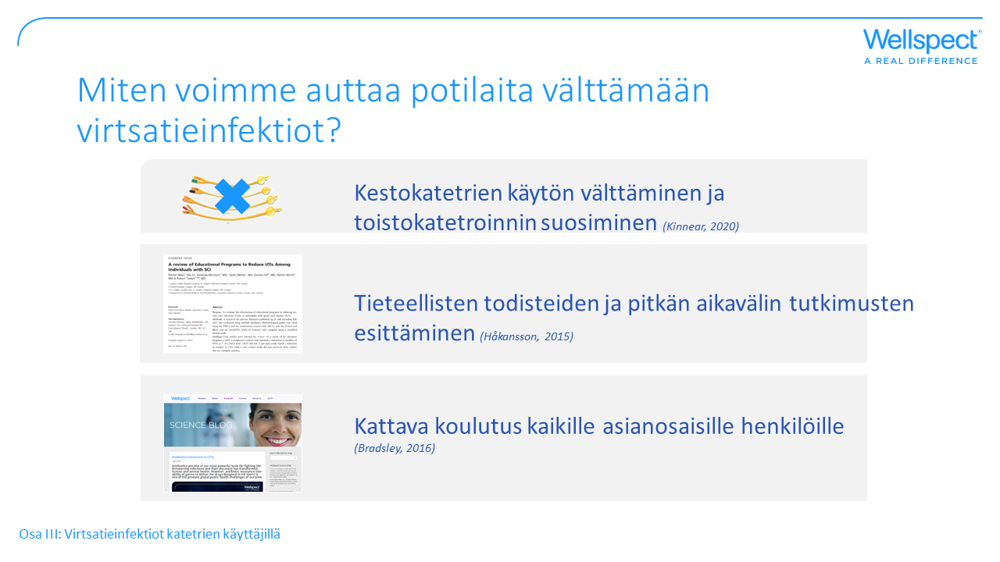 Wellspect®
A REAL DIFFERENCE
Miten voimme auttaa potilaita välttämään
virtsatieinfektiot?
Kestokatetrien käytön välttäminen ja
toistokatetroinnin suosiminen (Kinnear, 2020)
CURRENT ISSUE
A review of Educational Programs to Reduce UTIs Among
Individuals with SCI
Tieteellisten todisteiden ja pitkän aikavälin tutkimusten
esittäminen (Håkansson, 2015)
Wellspect
SCIENCE BLOG
Antibiotics resistance in UTIs
Antibiotics are one of our most powerful tools for fighting life-
threatening infections and their discovery has transformed
human and animal health. However, antibiotic resistance (the
ability of germs to defeat the drugs designed to kill them) is
one of the greatest global public health challenges of our time.
Wellspect
Kattava koulutus kaikille asianosaisille henkilöille
(Bradsley, 2016)
Osa III: Virtsatieinfektiot katetrien käyttäjillä